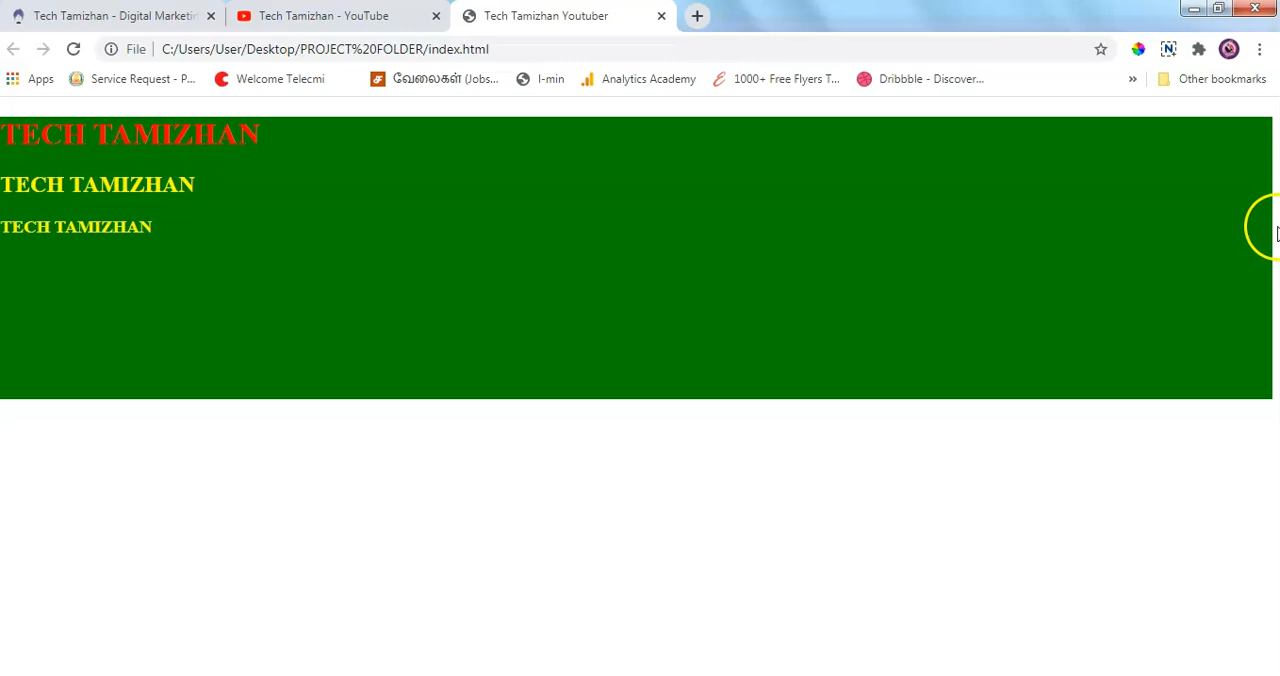 Tech Tamizhan - Digital Marketin
Tech Tamizhan - YouTube
Tech Tamizhan Youtuber
File
C:/Users/User/Desktop/PROJECT%20FOLDER/index.html
Apps
Service Request - P...
Welcome Telecmi
வேலைகள் (Jobs...
I-min
Analytics Academy
1000+ Free Flyers T...
Dribbble - Discover...
»
Other bookmarks
TECH TAMIZHAN
TECH TAMIZHAN
TECH TAMIZHAN